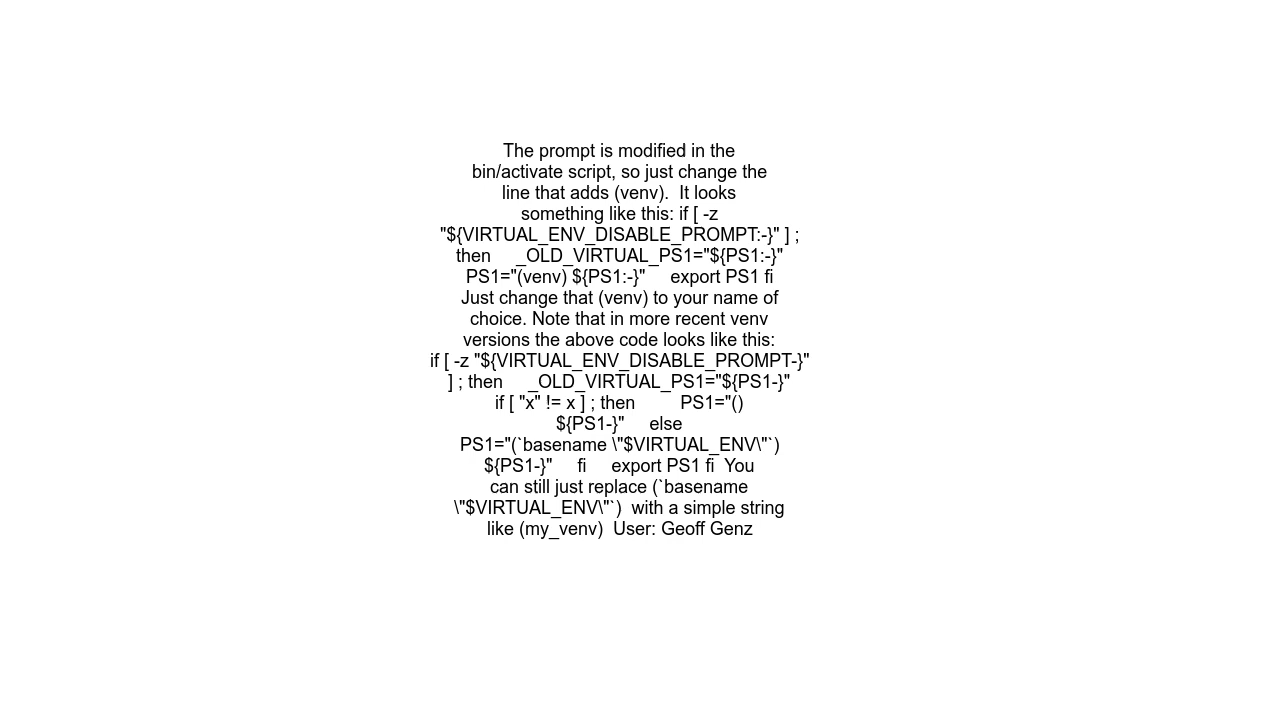 The prompt is modified in the
bin/activate script, so just change the
line that adds (venv).  It looks
something like this: if [ -z
"${VIRTUAL_ENV_DISABLE_PROMPT:-}" ] ;
then     _OLD_VIRTUAL_PS1="${PS1:-}"
PS1="(venv) ${PS1:-}"     export PS1 fi
Just change that (venv) to your name of
choice. Note that in more recent venv
versions the above code looks like this:
if [ -z "${VIRTUAL_ENV_DISABLE_PROMPT-}"
] ; then     _OLD_VIRTUAL_PS1="${PS1-}"
if [ "x" != x ] ; then         PS1="()
${PS1-}"     else
PS1="(`basename \"$VIRTUAL_ENV\"`)
${PS1-}"     fi     export PS1 fi  You
can still just replace (`basename
\"$VIRTUAL_ENV\"`)  with a simple string
like (my_venv)  User: Geoff Genz